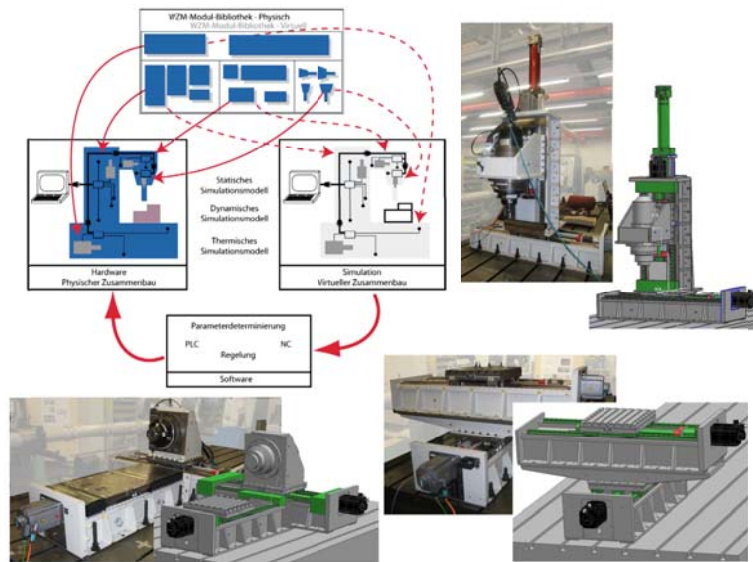 WZM-Modul-Bibliothek - Physisch
WZM-Modul-Bibliothek - Virtuell
Statisches
Simulationsmodell
Dynamisches
Simulationsmodell
Thermisches
Simulationsmodell
Hardware
Physischer Zusammenbau
Simulation
Virtueller Zusammenbau
Parameterdeterminierung
PLC NC
Regelung
Software